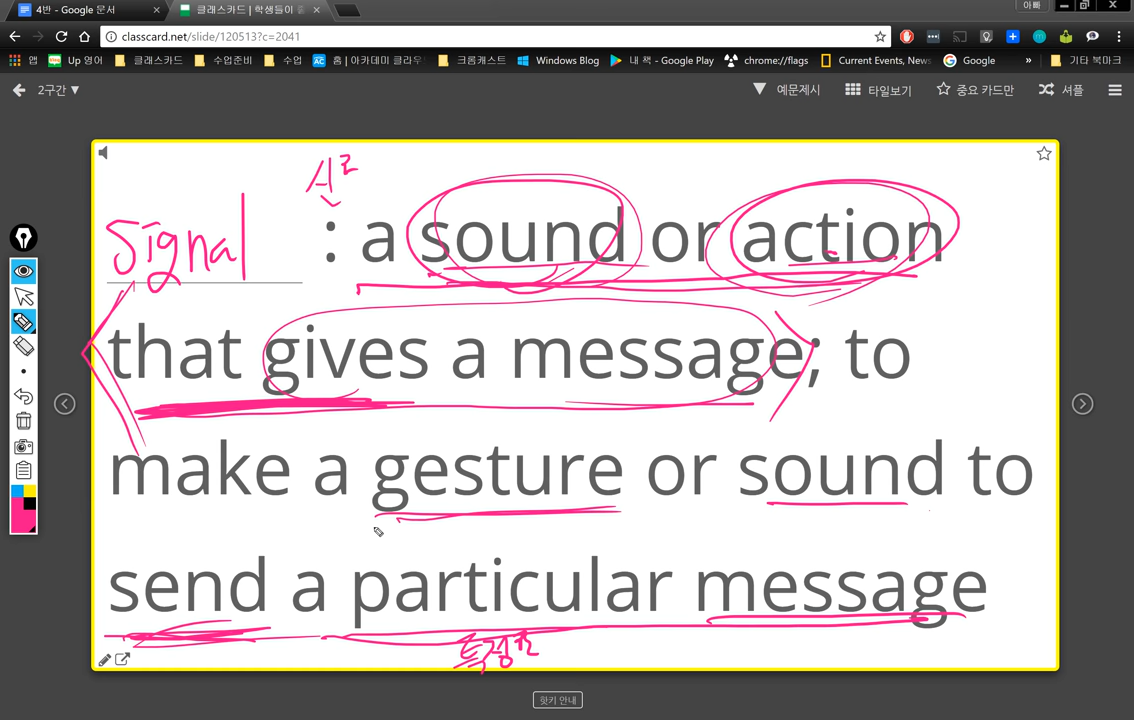 4반 - Google 문서
클래스카드 | 학생들이 좋
아빠
classcard.net/slide/120513?c=2041
앱 Up 영어 클래스카드 수업준비 수업 홈 | 아카데미 클라우 크롬캐스트 Windows Blog 내 책 - Google Play chrome://flags Current Events, News Google » 기타 북마크
2구간 ▼
▼ 예문제시 타일보기 중요 카드만 셔플
신호
Signal : a sound or action
that gives a message; to
make a gesture or sound to
send a particular message
특정한
핫키 안내